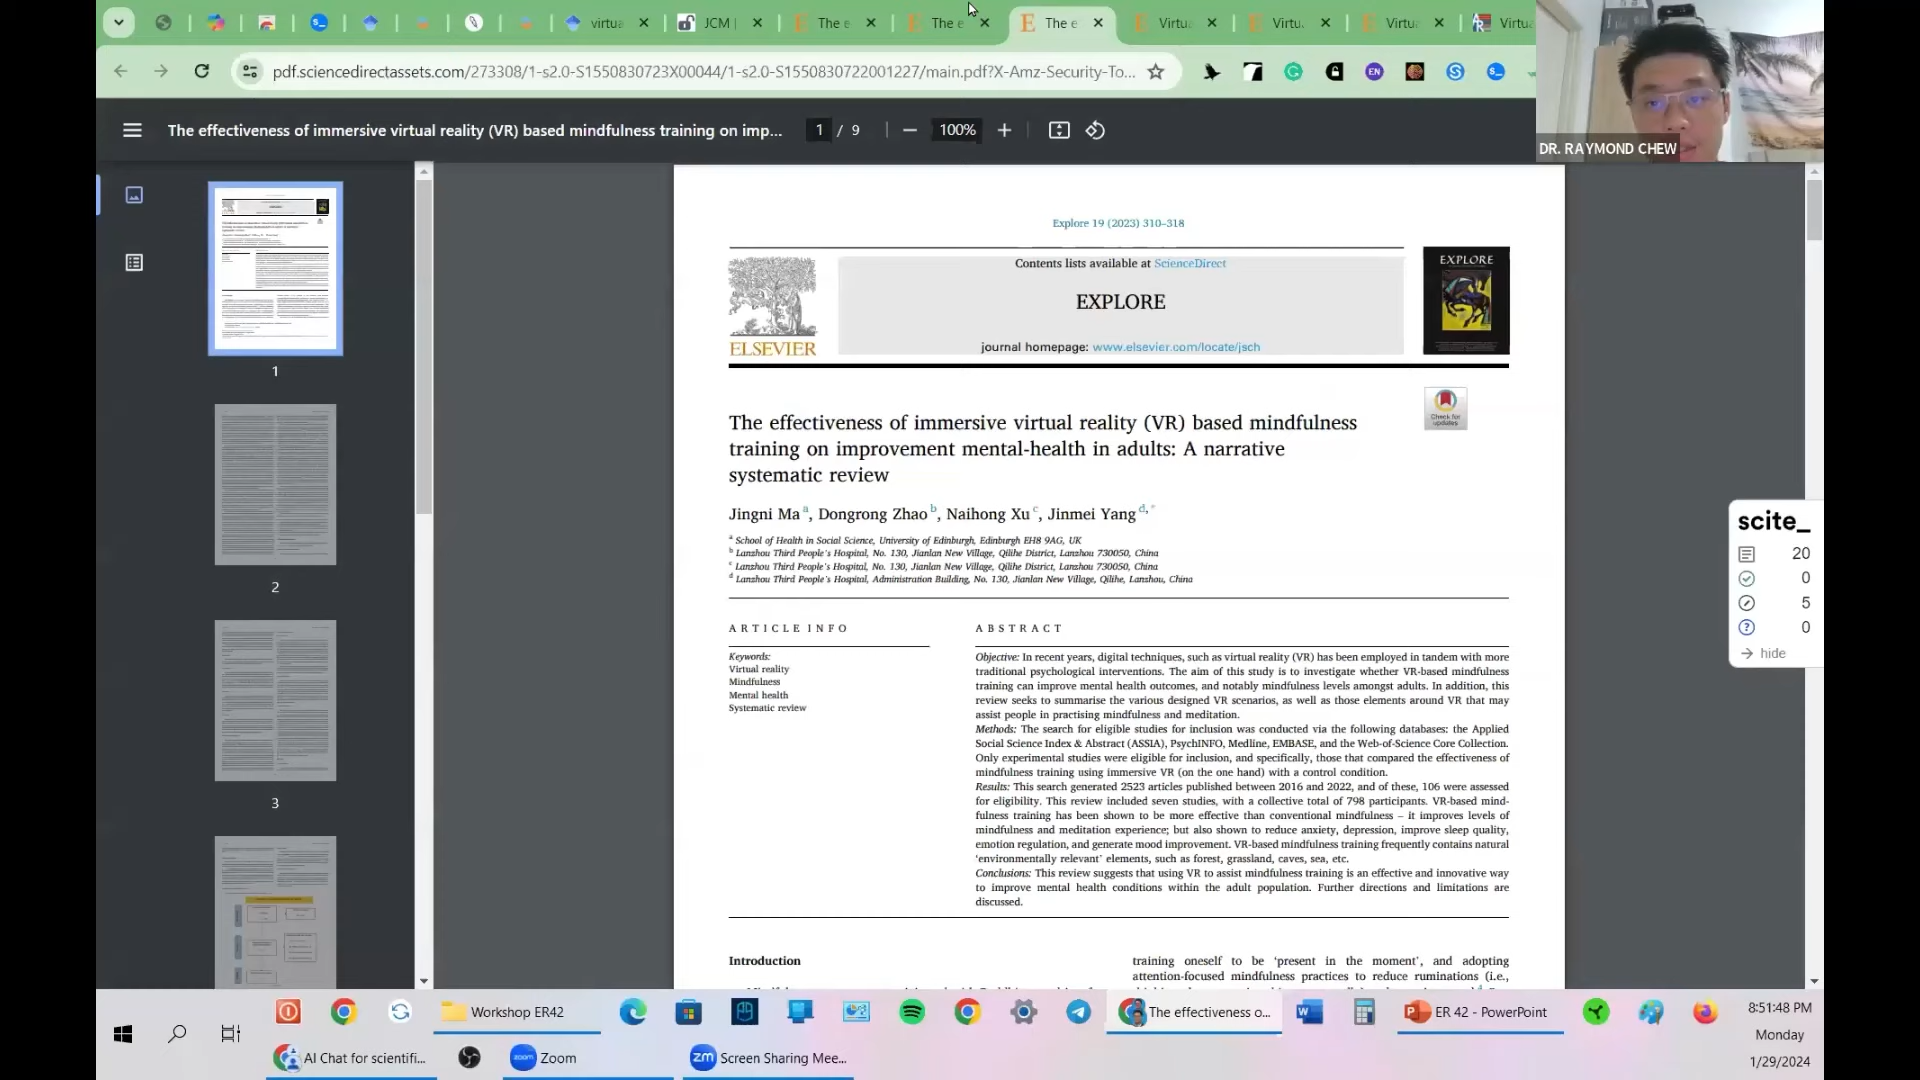 virtua
JCM |
The e
The e
The e
Virtu
Virtu.
Virtu
Virtu
pdf.sciencedirectassets.com/273308/1-s2.0-S1550830723X00044/1-s2.0-S1550830722001227/main.pdf?X-Amz-Security-To...
EN
The effectiveness of immersive virtual reality (VR) based mindfulness training on imp...
1 / 9
100%
DR. RAYMOND CHEW
1
2
3
Explore 19 (2023) 310–318
ELSEVIER
Contents lists available at ScienceDirect
EXPLORE
journal homepage: www.elsevier.com/locate/jsch
EXPLORE
Check for
updates
The effectiveness of immersive virtual reality (VR) based mindfulness
training on improvement mental-health in adults: A narrative
systematic review
Jingni Ma a, Dongrong Zhao b, Naihong Xu c, Jinmei Yang d,*
a School of Health in Social Science, University of Edinburgh, Edinburgh EH8 9AG, UK
b Lanzhou Third People's Hospital, No. 130, Jianlan New Village, Qilihe District, Lanzhou 730050, China
c Lanzhou Third People's Hospital, No. 130, Jianlan New Village, Qilihe District, Lanzhou 730050, China
d Lanzhou Third People's Hospital, Administration Building, No. 130, Jianlan New Village, Qilihe, Lanzhou, China
ARTICLE INFO
Keywords:
Virtual reality
Mindfulness
Mental health
Systematic review
ABSTRACT
Objective: In recent years, digital techniques, such as virtual reality (VR) has been employed in tandem with more
traditional psychological interventions. The aim of this study is to investigate whether VR-based mindfulness
training can improve mental health outcomes, and notably mindfulness levels amongst adults. In addition, this
review seeks to summarise the various designed VR scenarios, as well as those elements around VR that may
assist people in practising mindfulness and meditation.
Methods: The search for eligible studies for inclusion was conducted via the following databases: the Applied
Social Science Index & Abstract (ASSIA), PsychINFO, Medline, EMBASE, and the Web-of-Science Core Collection.
Only experimental studies were eligible for inclusion, and specifically, those that compared the effectiveness of
mindfulness training using immersive VR (on the one hand) with a control condition.
Results: This search generated 2523 articles published between 2016 and 2022, and of these, 106 were assessed
for eligibility. This review included seven studies, with a collective total of 798 participants. VR-based mind-
fulness training has been shown to be more effective than conventional mindfulness – it improves levels of
mindfulness and meditation experience; but also shown to reduce anxiety, depression, improve sleep quality,
emotion regulation, and generate mood improvement. VR-based mindfulness training frequently contains natural
'environmentally relevant' elements, such as forest, grassland, caves, sea, etc.
Conclusions: This review suggests that using VR to assist mindfulness training is an effective and innovative way
to improve mental health conditions within the adult population. Further directions and limitations are
discussed.
Introduction
training oneself to be 'present in the moment', and adopting
attention-focused mindfulness practices to reduce ruminations (i.e.,
scite_
20
0
5
0
hide
Workshop ER42
The effectiveness o...
ER 42 - PowerPoint
AI Chat for scientifi...
Zoom
Screen Sharing Mee...
8:51:48 PM
Monday
1/29/2024